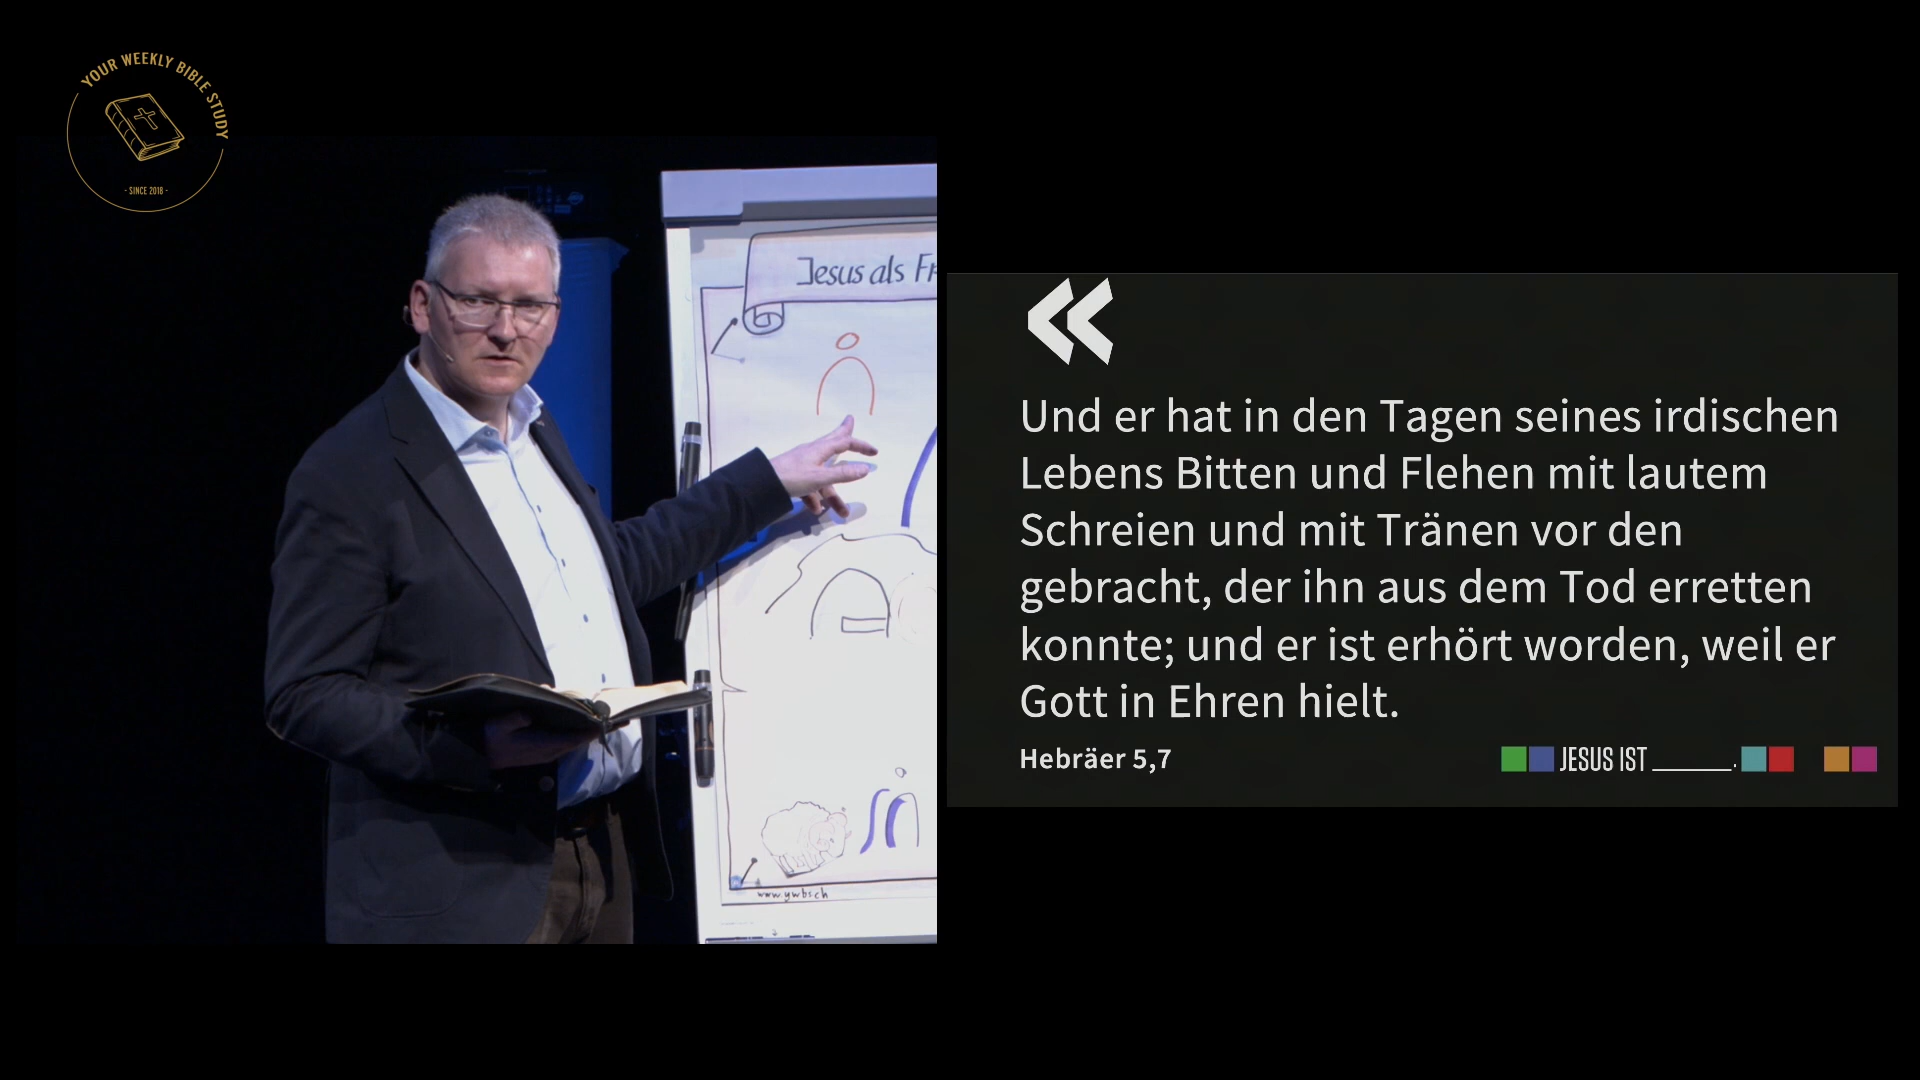 YOUR WEEKLY BIBLE STUDY
- SINCE 2018 -
Jesus als
«
Und er hat in den Tagen seines irdischen
Lebens Bitten und Flehen mit lautem
Schreien und mit Tränen vor den
gebracht, der ihn aus dem Tod erretten
konnte; und er ist erhört worden, weil er
Gott in Ehren hielt.
Hebräer 5,7
JESUS IST ______.
www.ywbs.ch